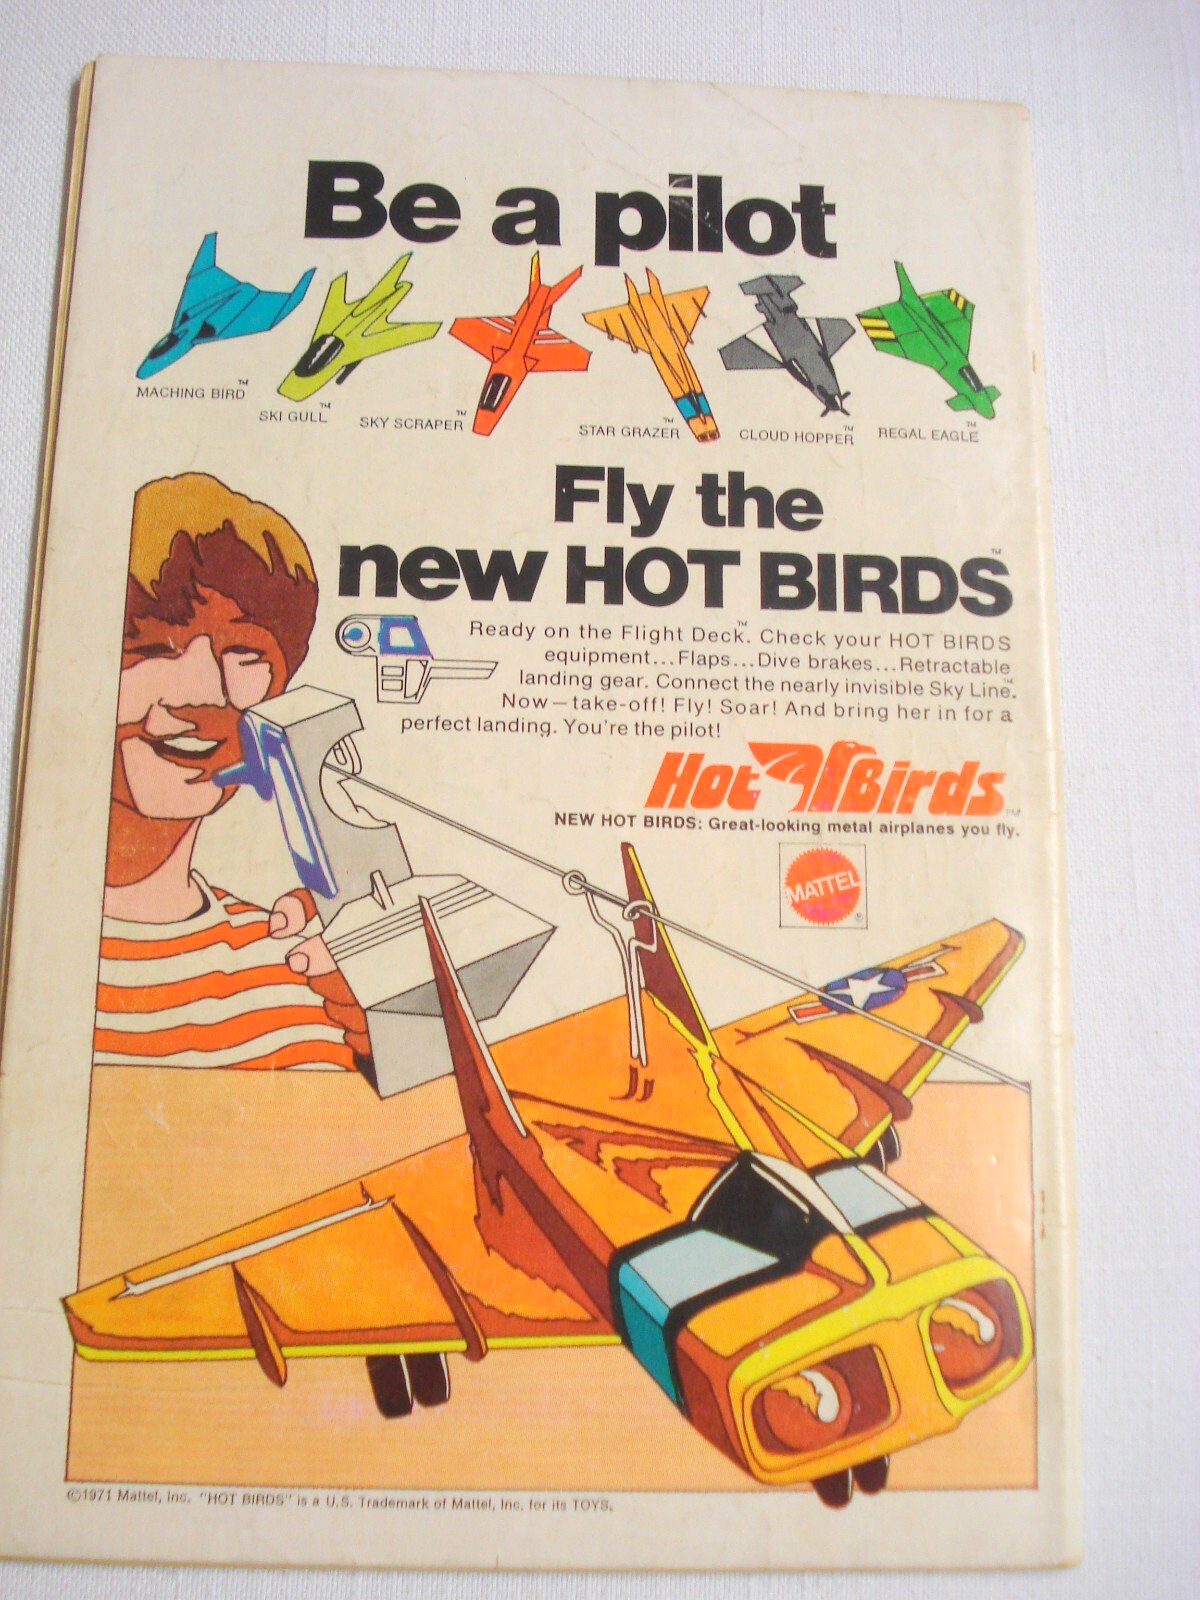 Be a pilot
MACHING BIRD™
SKI GULL™
SKY SCRAPER™
STAR GRAZER™
CLOUD HOPPER™
REGAL EAGLE™
Fly the
new HOT BIRDS™
Ready on the Flight Deck™. Check your HOT BIRDS
equipment...Flaps...Dive brakes...Retractable
landing gear. Connect the nearly invisible Sky Line™.
Now—take-off! Fly! Soar! And bring her in for a
perfect landing. You're the pilot!
Hot Birds™
NEW HOT BIRDS: Great-looking metal airplanes you fly.
MATTEL®
©1971 Mattel, Inc. "HOT BIRDS" is a U.S. Trademark of Mattel, Inc. for its TOYS.